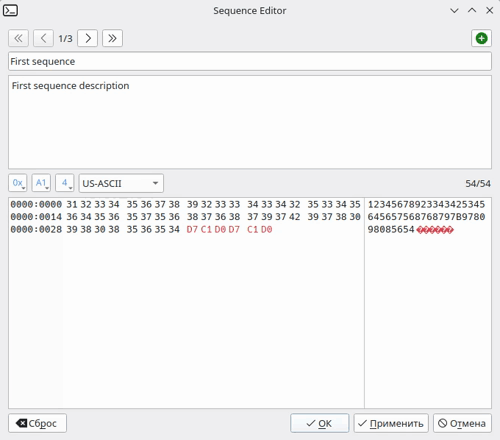 Sequence Editor
1/3
First sequence
First sequence description
0x A1 4 US-ASCII 54/54
0000:0000 31 32 33 34 35 36 37 38 39 32 33 33 34 33 34 32 35 33 34 35 12345678923343425345
0000:0014 36 34 35 36 35 37 35 36 38 37 36 38 37 39 37 42 39 37 38 30 645657568768797B9780
0000:0028 39 38 30 38 35 36 35 34 D7 C1 D0 D7 C1 D0 98085654������
Сброс OK Применить Отмена